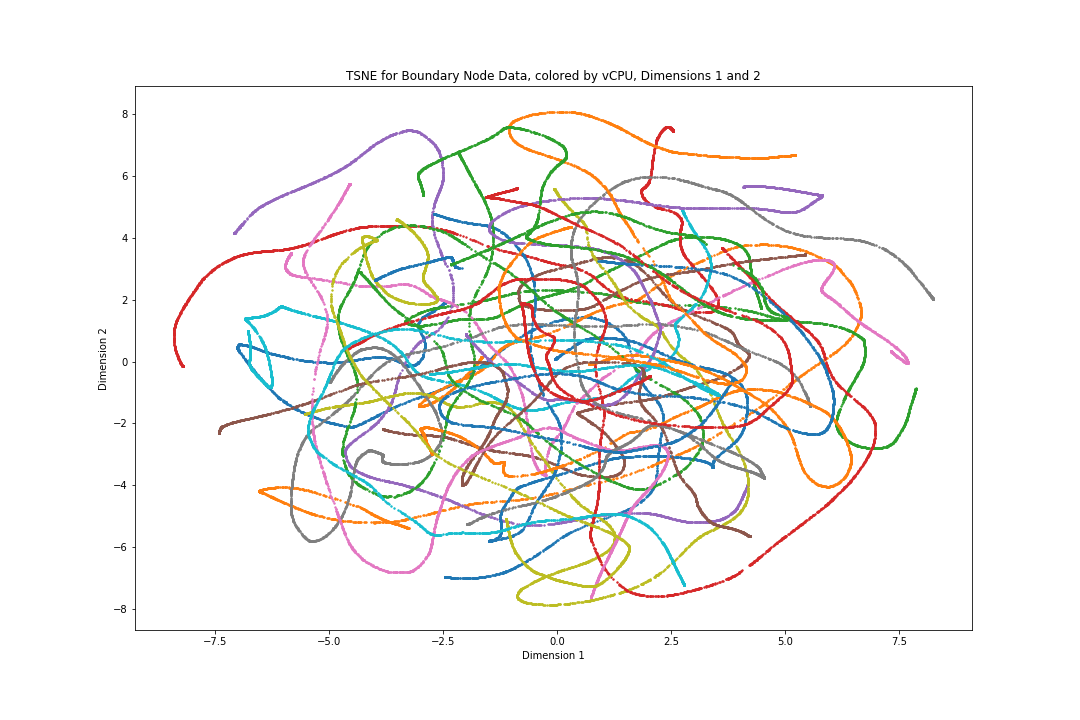 TSNE for Boundary Node Data, colored by vCPU, Dimensions 1 and 2
8
6
4
2
0
−2
−4
−6
−8
Dimension 2
−7.5 −5.0 −2.5 0.0 2.5 5.0 7.5
Dimension 1